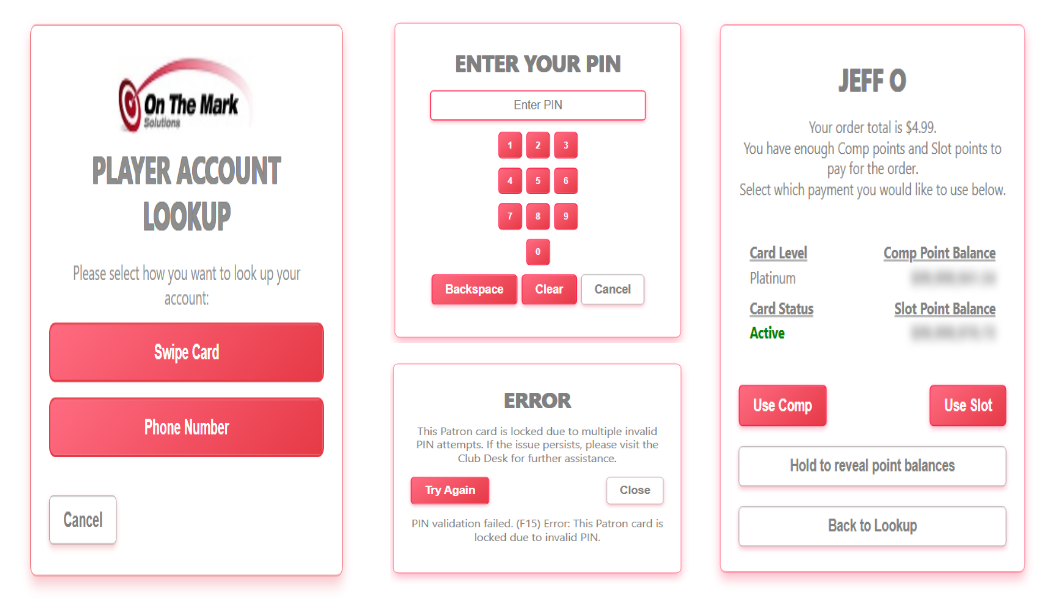 On The Mark
Solutions
PLAYER ACCOUNT
LOOKUP
Please select how you want to look up your
account:
Swipe Card
Phone Number
Cancel
ENTER YOUR PIN
Enter PIN
1 2 3
4 5 6
7 8 9
0
Backspace Clear Cancel
ERROR
This Patron card is locked due to multiple invalid
PIN attempts. If the issue persists, please visit the
Club Desk for further assistance.
Try Again Close
PIN validation failed. (F15) Error: This Patron card is
locked due to invalid PIN.
JEFF O
Your order total is $4.99.
You have enough Comp points and Slot points to
pay for the order.
Select which payment you would like to use below.
Card Level Comp Point Balance
Platinum
Card Status Slot Point Balance
Active
Use Comp Use Slot
Hold to reveal point balances
Back to Lookup